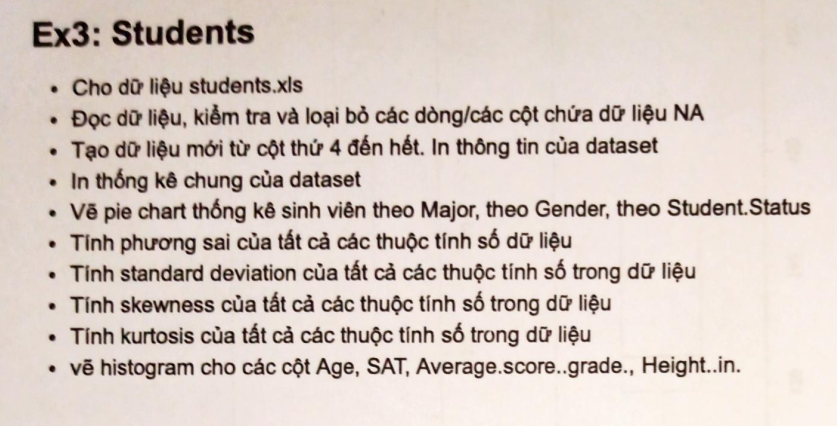 Ex3: Students
• Cho dữ liệu students.xls
• Đọc dữ liệu, kiểm tra và loại bỏ các dòng/các cột chứa dữ liệu NA
• Tạo dữ liệu mới từ cột thứ 4 đến hết. In thông tin của dataset
• In thống kê chung của dataset
• Vẽ pie chart thống kê sinh viên theo Major, theo Gender, theo Student.Status
• Tính phương sai của tất cả các thuộc tính số dữ liệu
• Tính standard deviation của tất cả các thuộc tính số trong dữ liệu
• Tính skewness của tất cả các thuộc tính số trong dữ liệu
• Tính kurtosis của tất cả các thuộc tính số trong dữ liệu
• vẽ histogram cho các cột Age, SAT, Average.score..grade., Height..in.